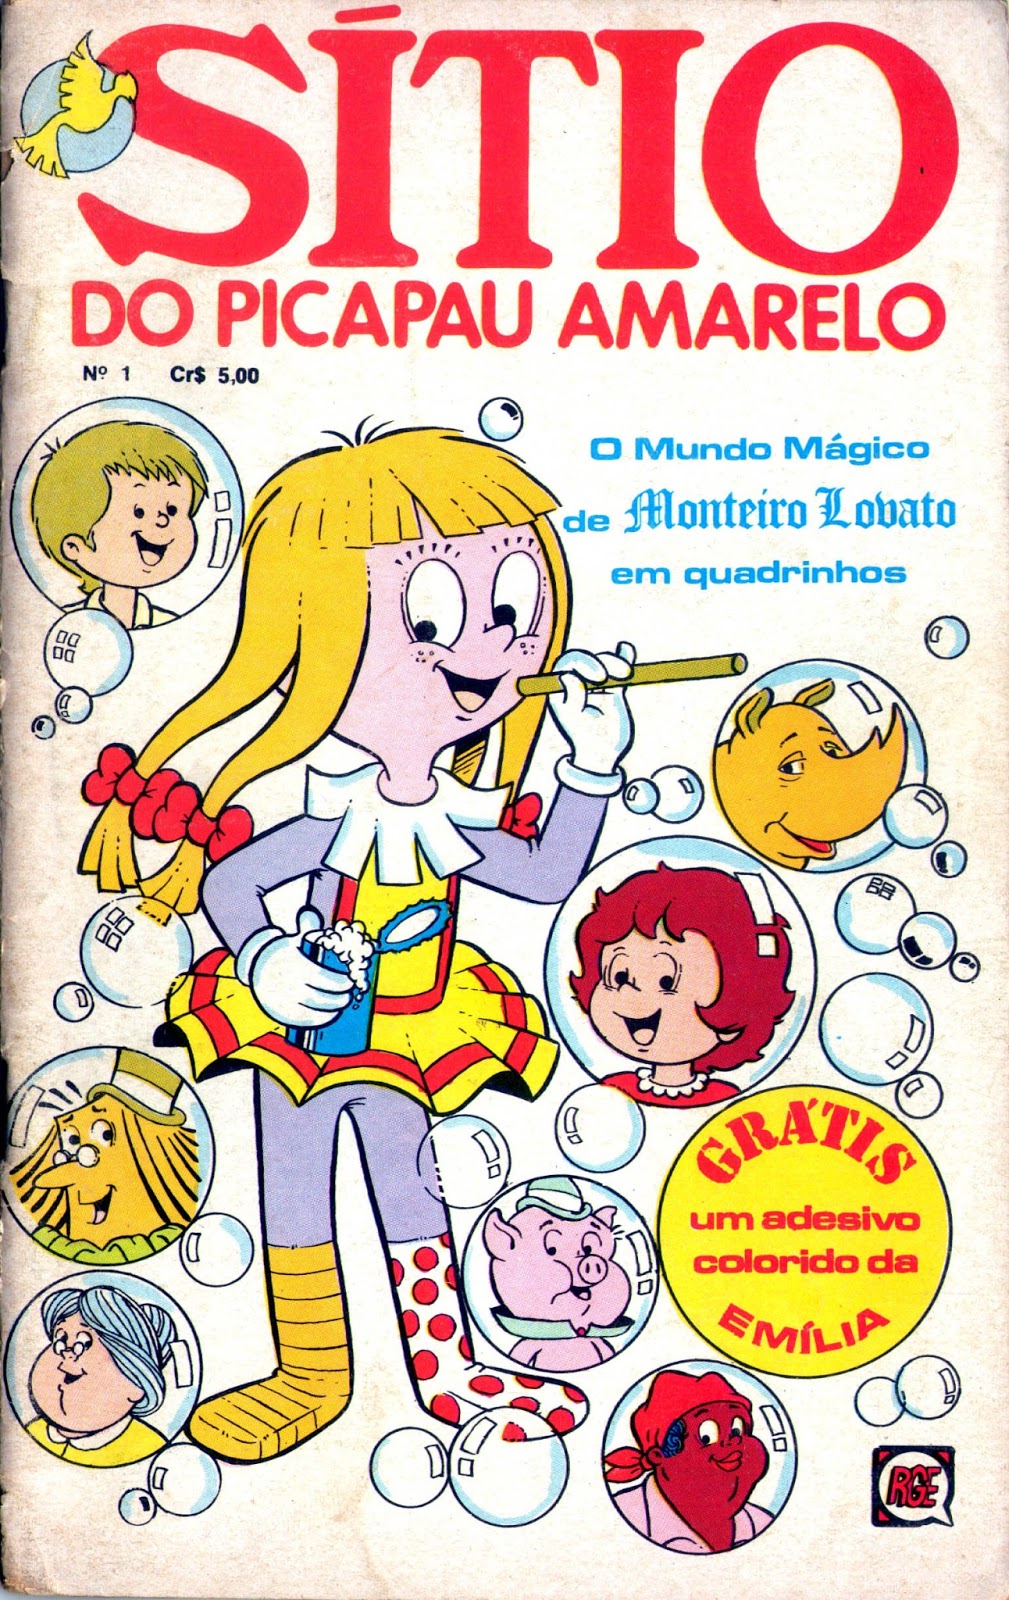 SÍTIO
DO PICAPAU AMARELO
Nº 1 Cr$ 5,00
O Mundo Mágico
de Monteiro Lobato
em quadrinhos
GRÁTIS
um adesivo
colorido da
EMÍLIA
RGE